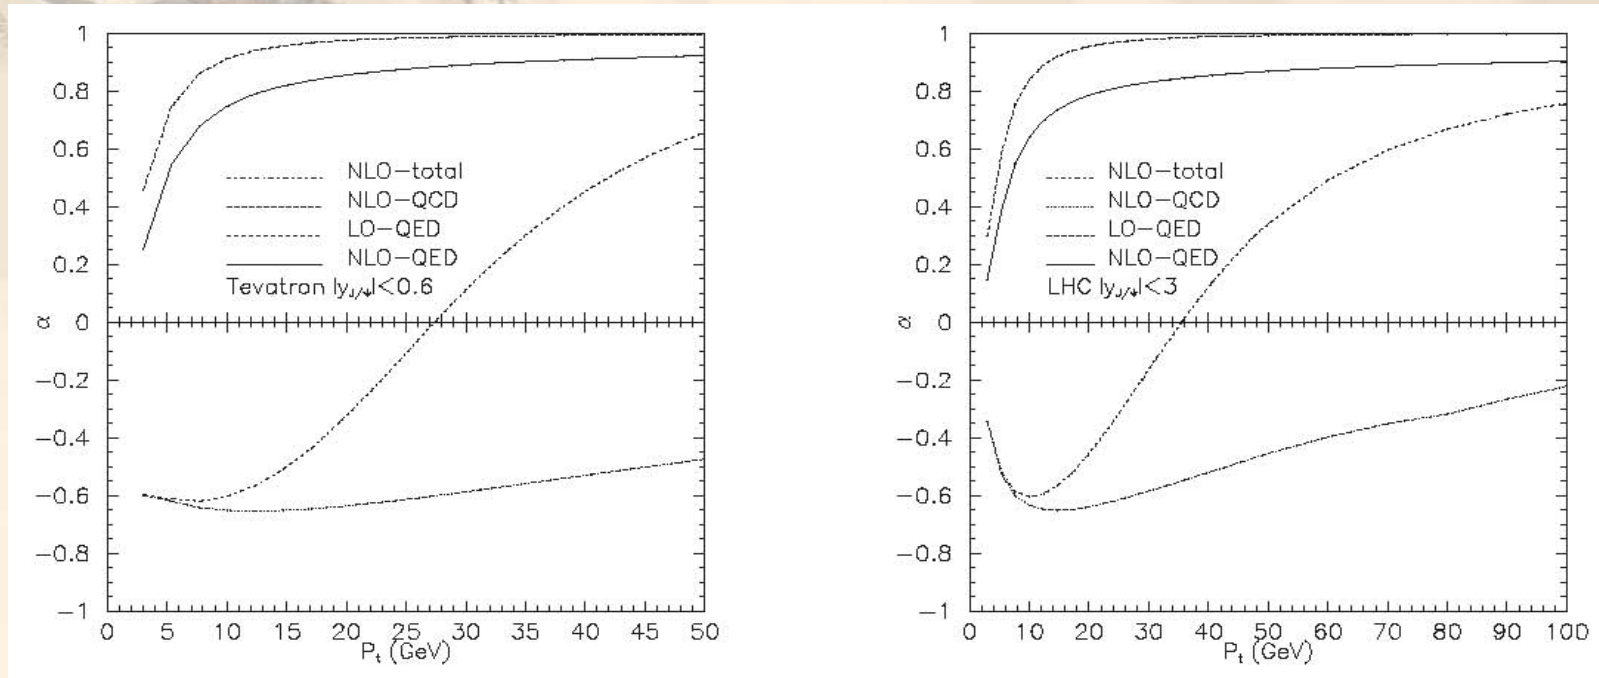 1
0.8
0.6
0.4
0.2
0
−0.2
−0.4
−0.6
−0.8
−1
α
NLO−total
NLO−QCD
LO−QED
NLO−QED
Tevatron |y_{J/ψ}|<0.6
0 5 10 15 20 25 30 35 40 45 50
P_t (GeV)
1
0.8
0.6
0.4
0.2
0
−0.2
−0.4
−0.6
−0.8
−1
α
NLO−total
NLO−QCD
LO−QED
NLO−QED
LHC |y_{J/ψ}|<3
0 10 20 30 40 50 60 70 80 90 100
P_t (GeV)